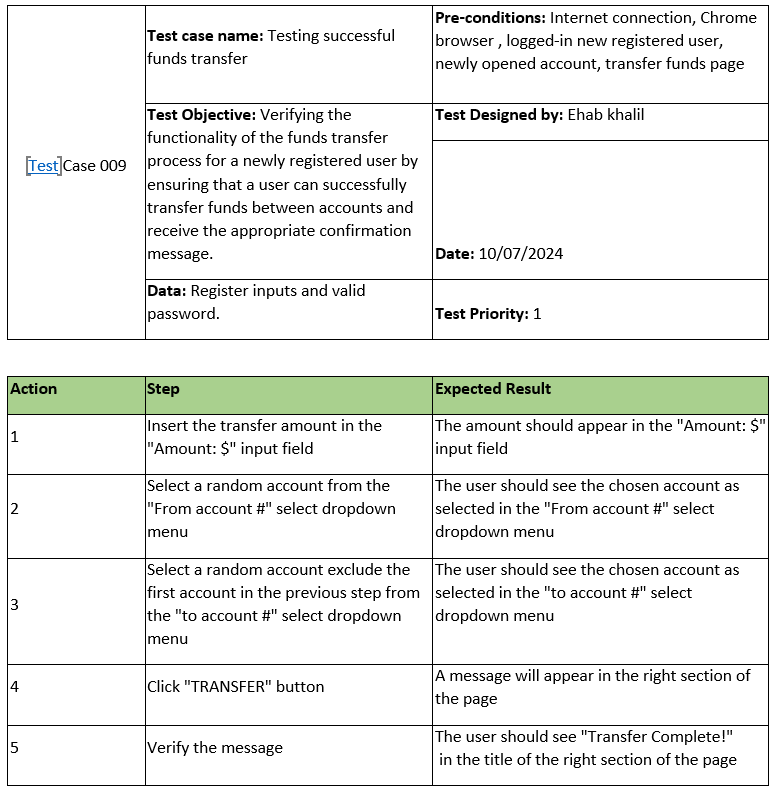 [Test]Case 009
Test case name: Testing successful
funds transfer
Pre-conditions: Internet connection, Chrome
browser , logged-in new registered user,
newly opened account, transfer funds page
Test Objective: Verifying the
functionality of the funds transfer
process for a newly registered user by
ensuring that a user can successfully
transfer funds between accounts and
receive the appropriate confirmation
message.
Test Designed by: Ehab khalil
Date: 10/07/2024
Data: Register inputs and valid
password.
Test Priority: 1
Action Step Expected Result
1
Insert the transfer amount in the
"Amount: $" input field
The amount should appear in the "Amount: $"
input field
2
Select a random account from the
"From account #" select dropdown
menu
The user should see the chosen account as
selected in the "From account #" select
dropdown menu
3
Select a random account exclude the
first account in the previous step from
the "to account #" select dropdown
menu
The user should see the chosen account as
selected in the "to account #" select
dropdown menu
4
Click "TRANSFER" button
A message will appear in the right section of
the page
5
Verify the message
The user should see "Transfer Complete!"
in the title of the right section of the page